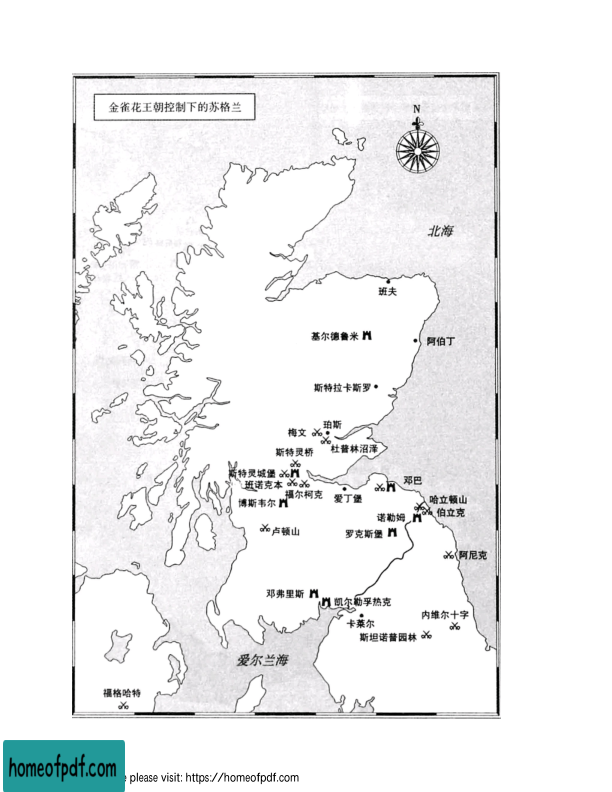 金雀花王朝控制下的苏格兰
N
北海
班夫
基尔德鲁米
阿伯丁
斯特拉卡斯罗
珀斯
梅文
杜普林沼泽
斯特灵桥
斯特灵城堡
邓巴
班诺克本
福尔柯克
爱丁堡
哈立顿山
博斯韦尔
伯立克
诺勒姆
卢顿山
罗克斯堡
阿尼克
邓弗里斯
凯尔勒孚热克
内维尔十字
卡莱尔
斯坦诺普园林
爱尔兰海
福格哈特
homeofpdf.com
please visit: https://homeofpdf.com